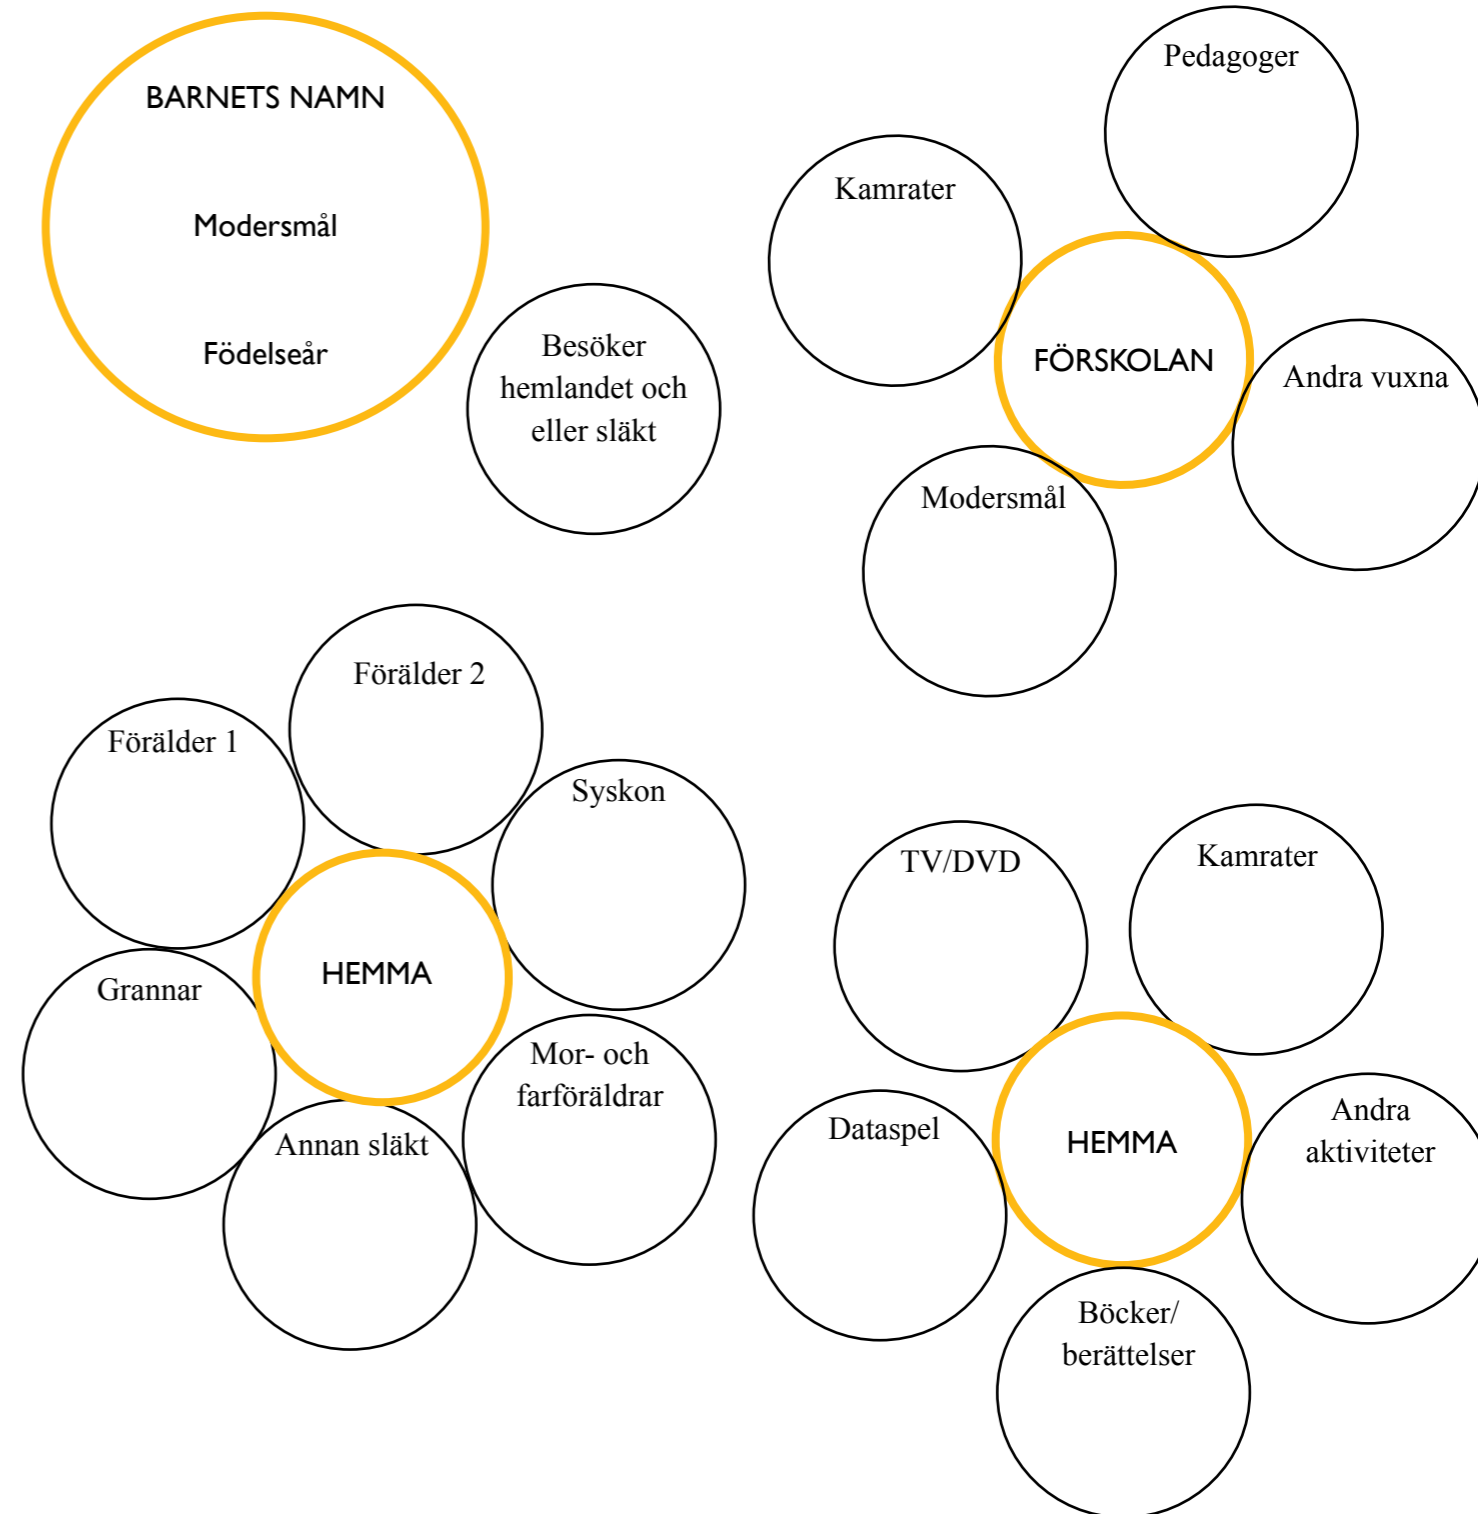 BARNETS NAMN
Modersmål
Födelseår
Besöker
hemlandet och
eller släkt
Pedagoger
Kamrater
FÖRSKOLAN
Andra vuxna
Modersmål
Förälder 2
Förälder 1
Syskon
HEMMA
Grannar
Mor- och
farföräldrar
Annan släkt
TV/DVD
Kamrater
Dataspel
HEMMA
Andra
aktiviteter
Böcker/
berättelser